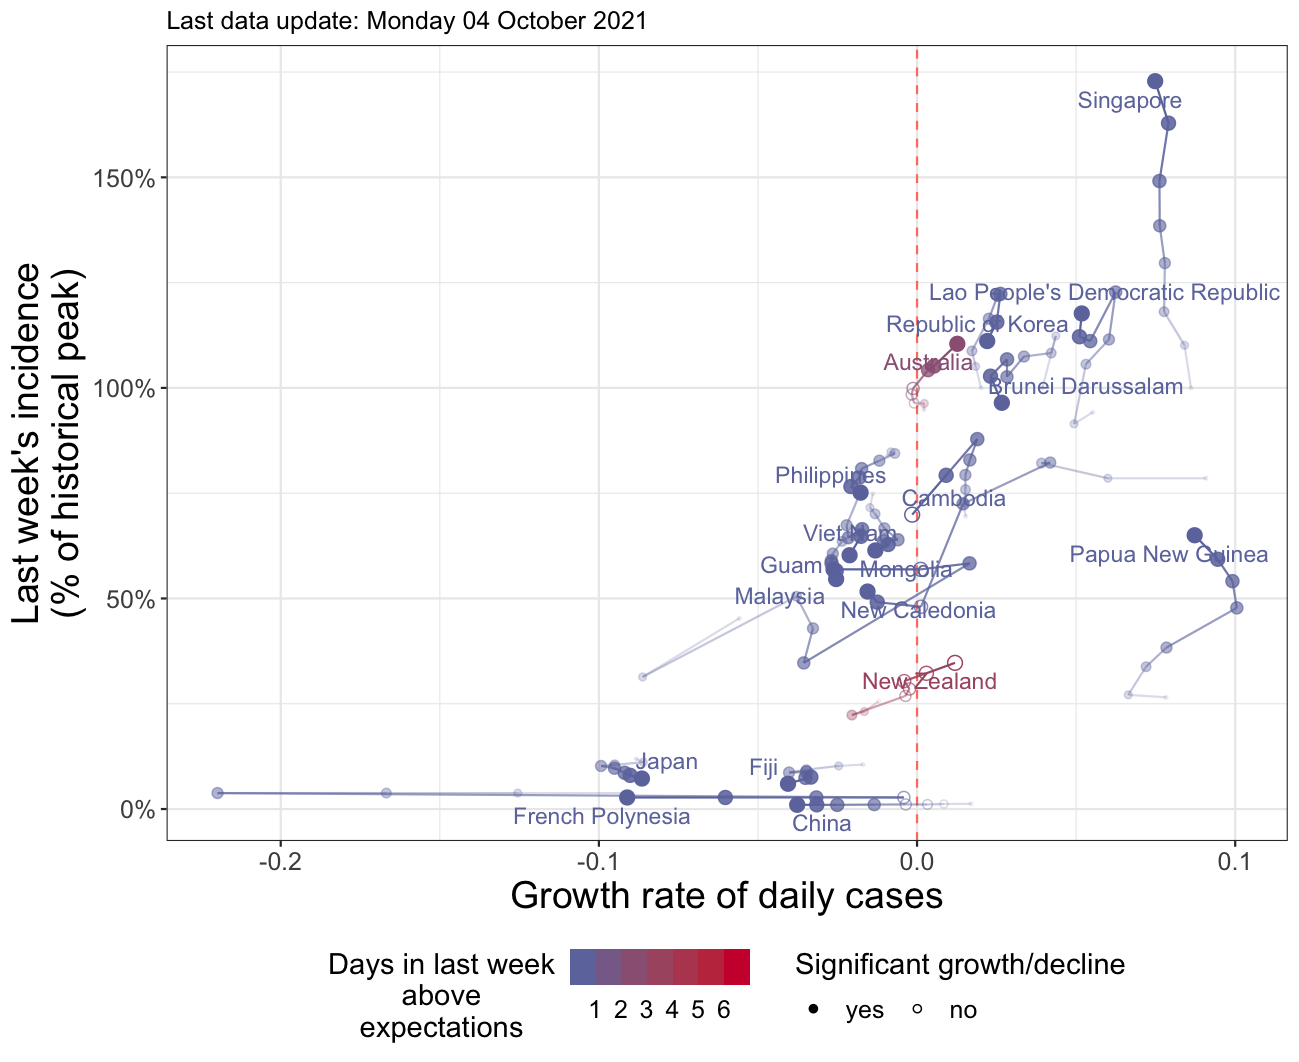 Last data update: Monday 04 October 2021
Last week's incidence
(% of historical peak)
150%
100%
50%
0%
Singapore
Lao People's Democratic Republic
Republic of Korea
Australia
Brunei Darussalam
Philippines
Cambodia
Viet Nam
Papua New Guinea
Guam
Mongolia
Malaysia
New Caledonia
New Zealand
Japan
Fiji
French Polynesia
China
-0.2
-0.1
0.0
0.1
Growth rate of daily cases
Days in last week
above
expectations
1 2 3 4 5 6
Significant growth/decline
yes
no